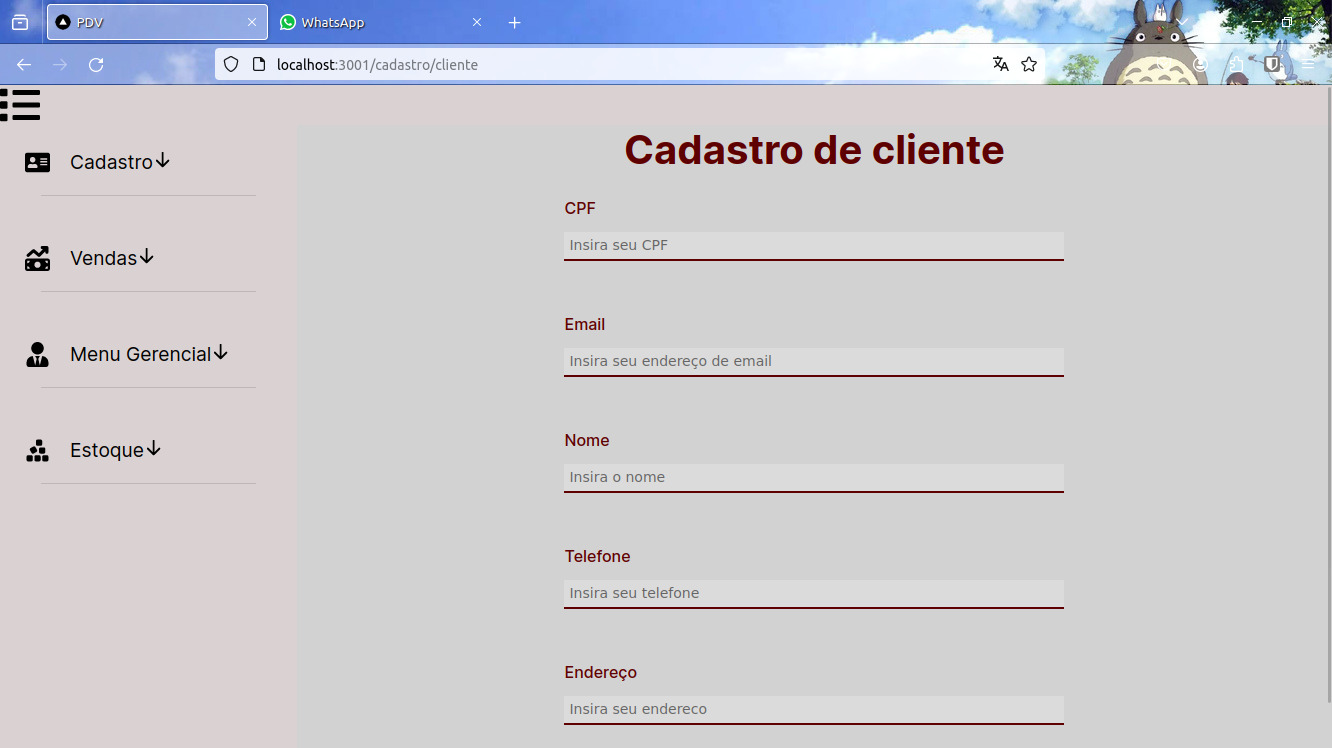 PDV
WhatsApp
localhost:3001/cadastro/cliente
Cadastro
Vendas
Menu Gerencial
Estoque
Cadastro de cliente
CPF
Insira seu CPF
Email
Insira seu endereço de email
Nome
Insira o nome
Telefone
Insira seu telefone
Endereço
Insira seu endereco